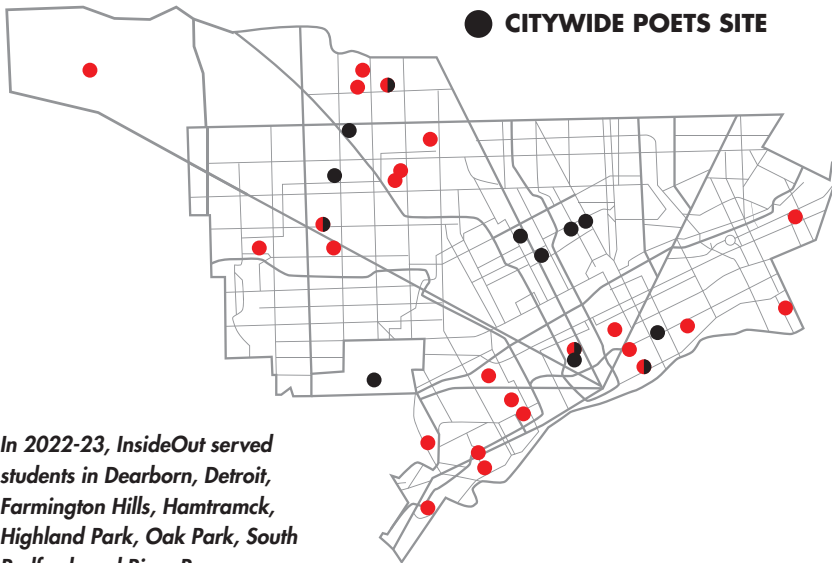 CITYWIDE POETS SITE
In 2022-23, InsideOut served
students in Dearborn, Detroit,
Farmington Hills, Hamtramck,
Highland Park, Oak Park, South